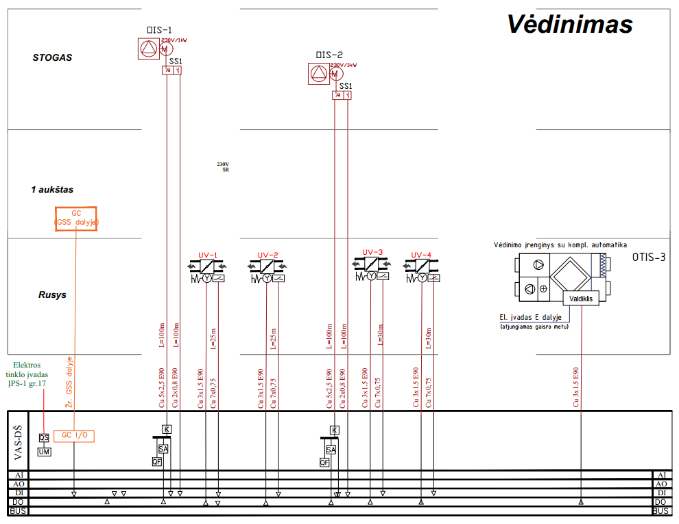 Vėdinimas
OIS-1
230V/1kW
M
SS1
OIS-2
230V/1kW
M
SS1
STOGAS
230V
SR
1 aukštas
GC
(GSS dalyje)
UV-1
UV-2
UV-3
UV-4
Vėdinimo įrenginys su kompl. automatika
OTIS-3
Valdiklis
El. įvadas E dalyje
(atjungiamas gaisro metu)
Rusys
L=100m
L=100m
L=25m
L=25m
L=100m
L=100m
L=30m
L=30m
Elektros
tinklo įvadas
ĮPS-1 gr.17
Žr. GSS dalyje
Cu 5x2,5 E90
Cu 2x0,8 E90
Cu 3x1.5 E90
Cu 7x0,75
Cu 3x1.5 E90
Cu 7x0,75
Cu 5x2,5 E90
Cu 2x0,8 E90
Cu 3x1.5 E90
Cu 7x0,75
Cu 3x1.5 E90
Cu 7x0,75
Cu 3x1.5 E90
VAS-DŠ
QS
UM
GC I/O
K
SA
QF
K
SA
QF
AI
AI
AO
AO
DI
DI
DO
DO
BUS
BUS